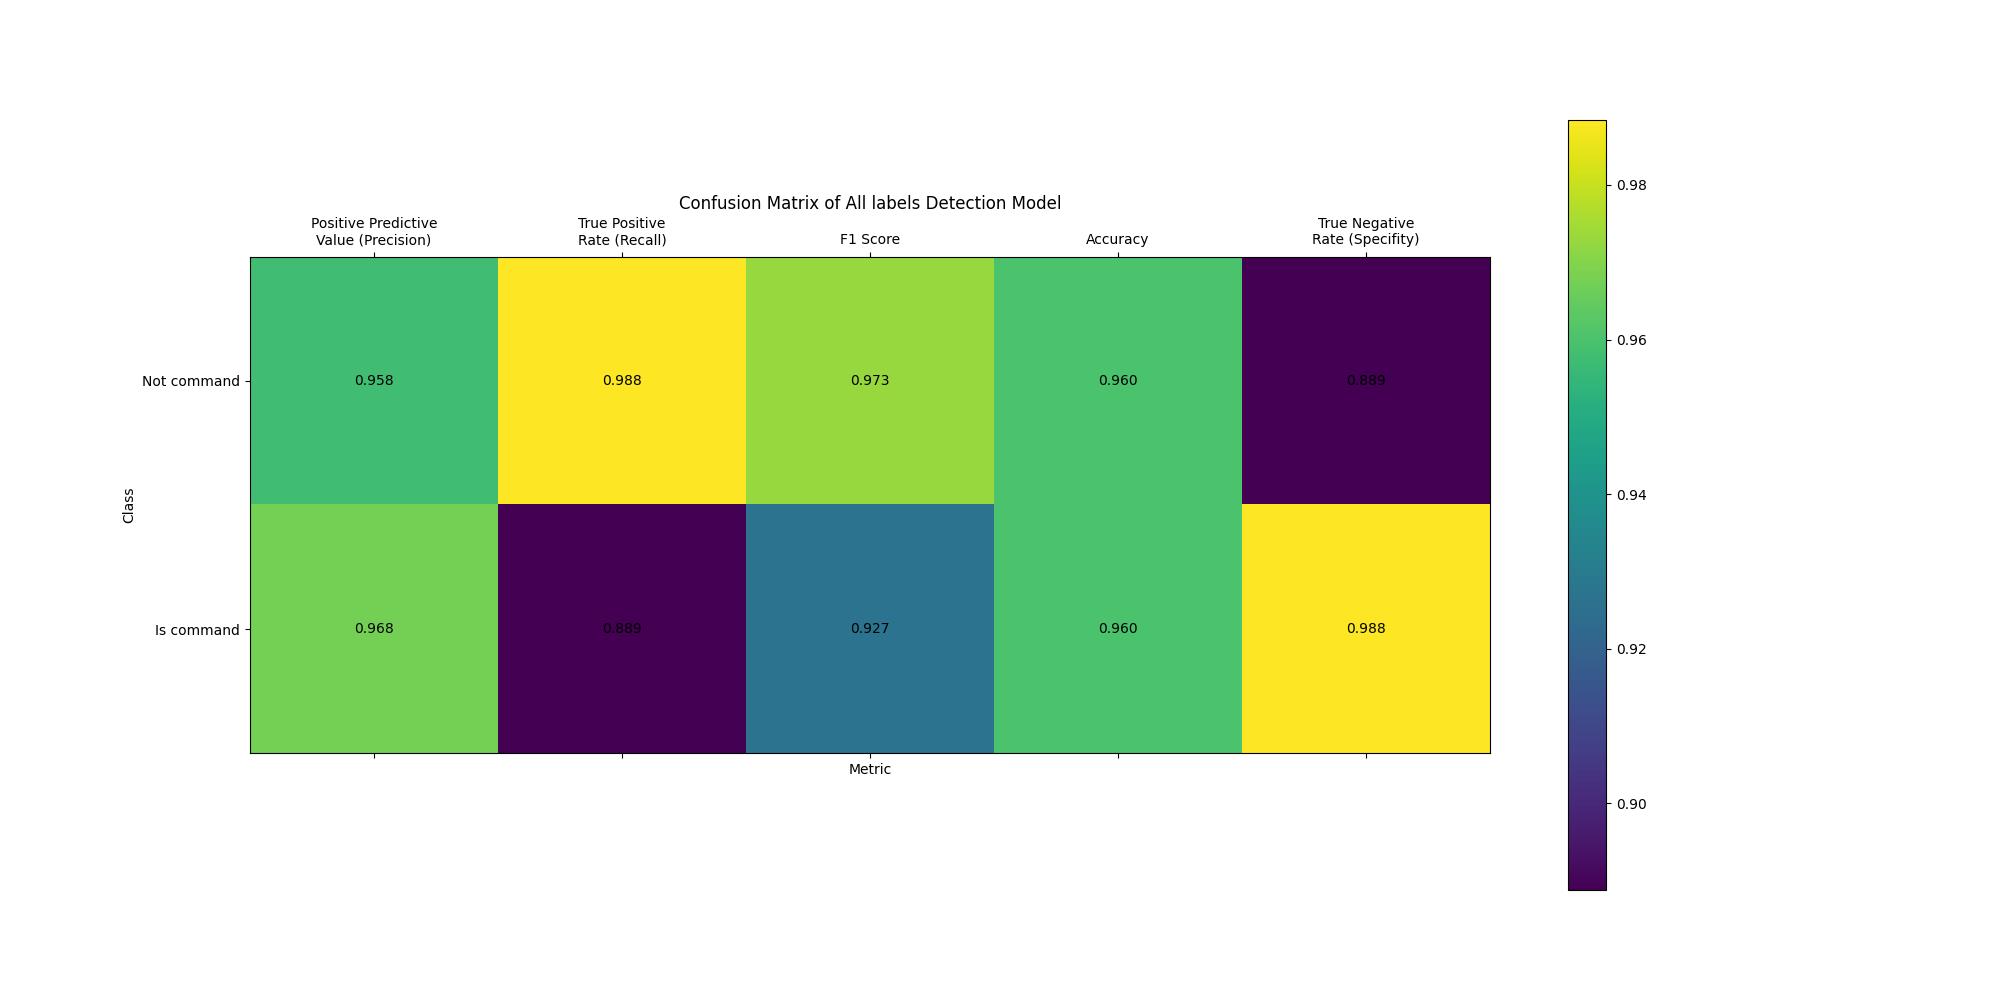 Confusion Matrix of All labels Detection Model
Positive Predictive
Value (Precision)
True Positive
Rate (Recall)
F1 Score
Accuracy
True Negative
Rate (Specifity)
Not command
0.958
0.988
0.973
0.960
0.889
Class
Is command
0.968
0.889
0.927
0.960
0.988
Metric
0.98
0.96
0.94
0.92
0.90